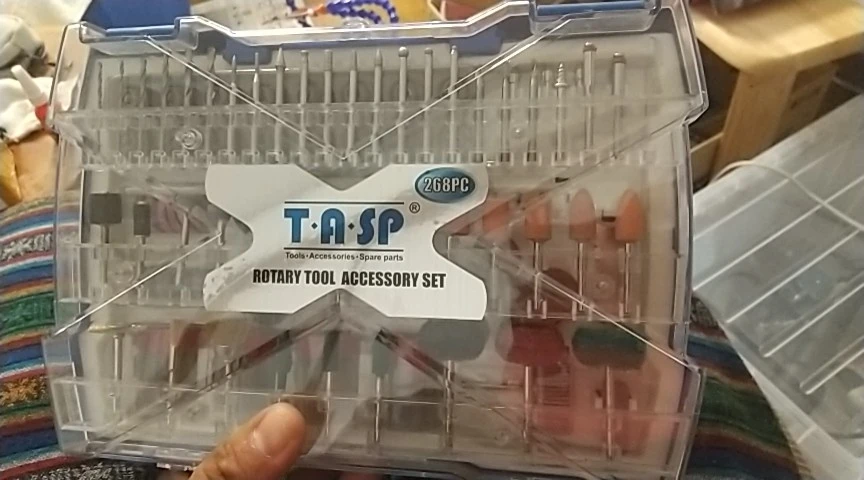 268PC
T·A·SP®
Tools·Accessories·Spare parts
ROTARY TOOL ACCESSORY SET